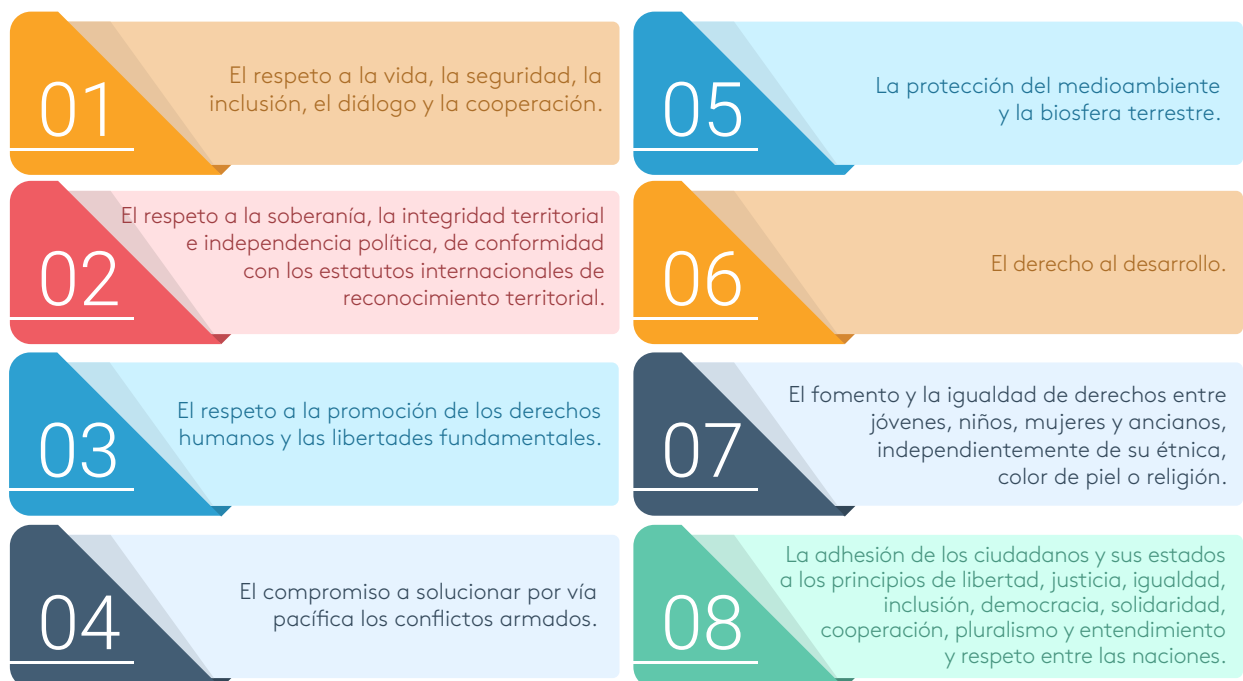 01
El respeto a la vida, la seguridad, la
inclusión, el diálogo y la cooperación.
02
El respeto a la soberanía, la integridad territorial
e independencia política, de conformidad
con los estatutos internacionales de
reconocimiento territorial.
03
El respeto a la promoción de los derechos
humanos y las libertades fundamentales.
04
El compromiso a solucionar por vía
pacífica los conflictos armados.
05
La protección del medioambiente
y la biosfera terrestre.
06
El derecho al desarrollo.
07
El fomento y la igualdad de derechos entre
jóvenes, niños, mujeres y ancianos,
independientemente de su étnica,
color de piel o religión.
08
La adhesión de los ciudadanos y sus estados
a los principios de libertad, justicia, igualdad,
inclusión, democracia, solidaridad,
cooperación, pluralismo y entendimiento
y respeto entre las naciones.